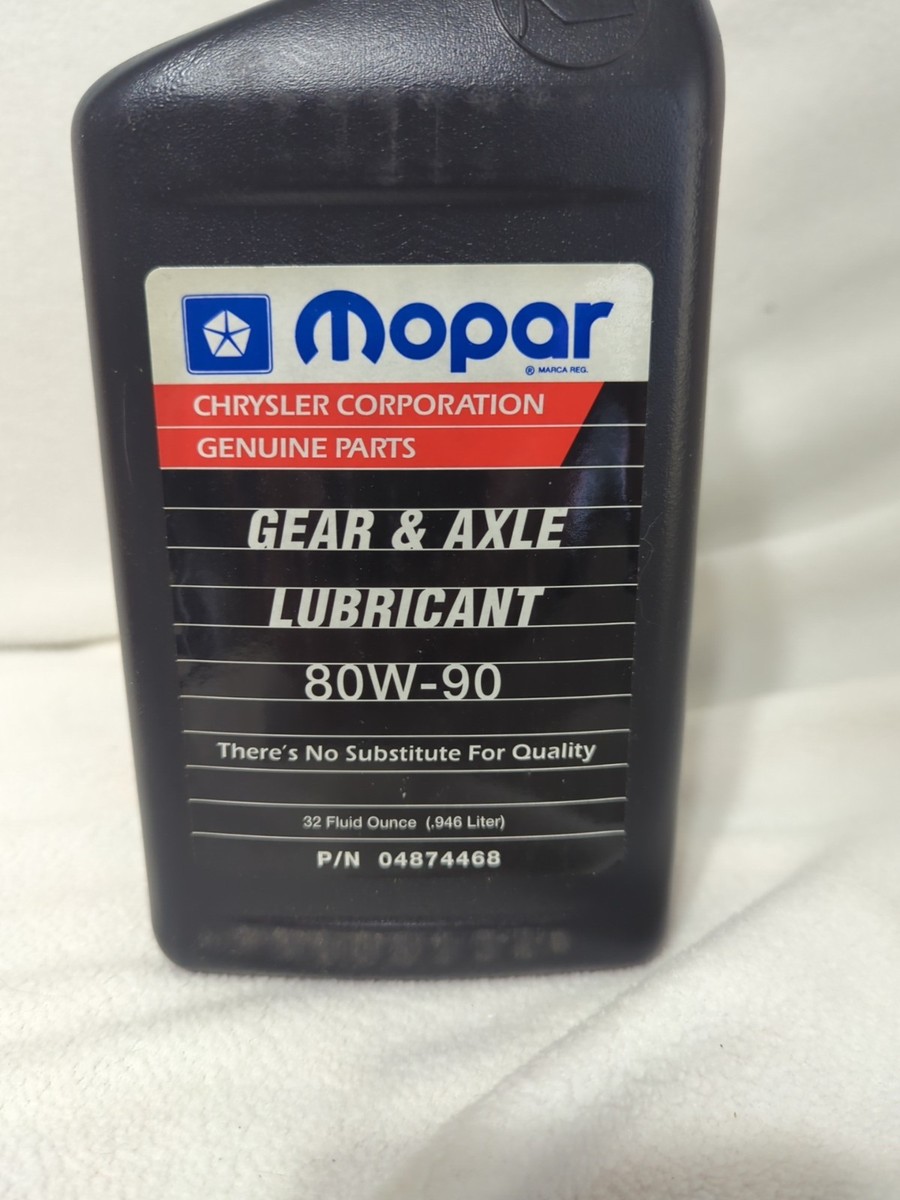 Mopar
® MARCA REG.
CHRYSLER CORPORATION
GENUINE PARTS
GEAR & AXLE
LUBRICANT
80W-90
There's No Substitute For Quality
32 Fluid Ounce (.946 Liter)
P/N 04874468